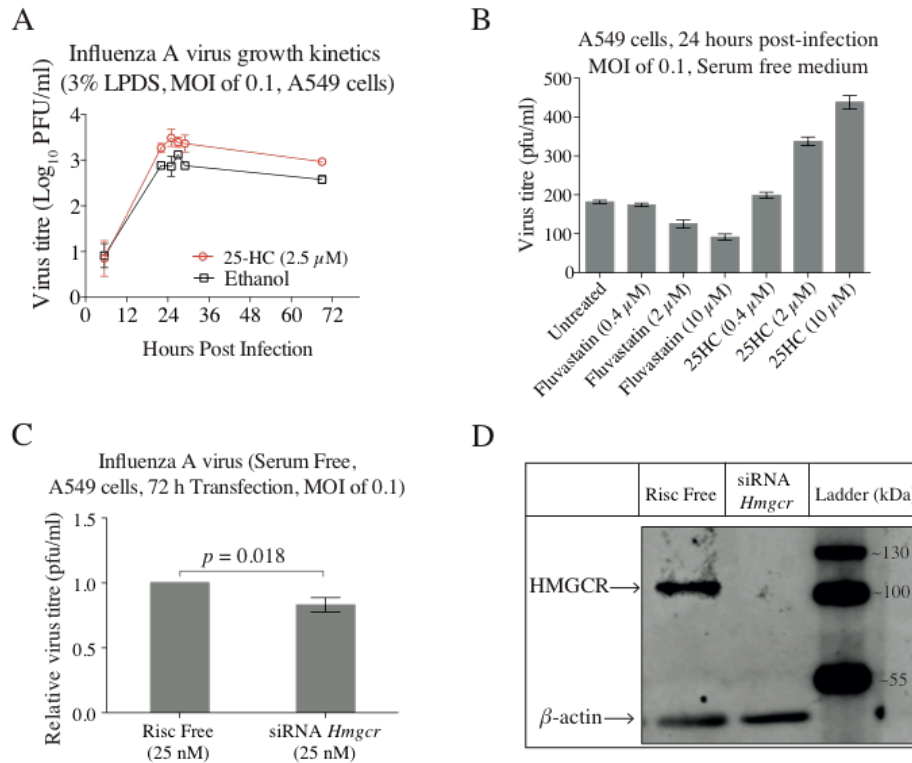 A
Influenza A virus growth kinetics
(3% LPDS, MOI of 0.1, A549 cells)
Virus titre (Log10 PFU/ml)
4
3
2
1
0
25-HC (2.5 µM)
Ethanol
0 12 24 36 48 60 72
Hours Post Infection
B
A549 cells, 24 hours post-infection
MOI of 0.1, Serum free medium
Virus titre (pfu/ml)
500
400
300
200
100
0
Untreated
Fluvastatin (0.4 µM)
Fluvastatin (2 µM)
Fluvastatin (10 µM)
25HC (0.4 µM)
25HC (2 µM)
25HC (10 µM)
C
Influenza A virus (Serum Free,
A549 cells, 72 h Transfection, MOI of 0.1)
Relative virus titre (pfu/ml)
1.5
1.0
0.5
0.0
p = 0.018
Risc Free
(25 nM)
siRNA Hmgcr
(25 nM)
D
Risc Free
siRNA
Hmgcr
Ladder (kDa)
HMGCR
β-actin
~130
~100
~55